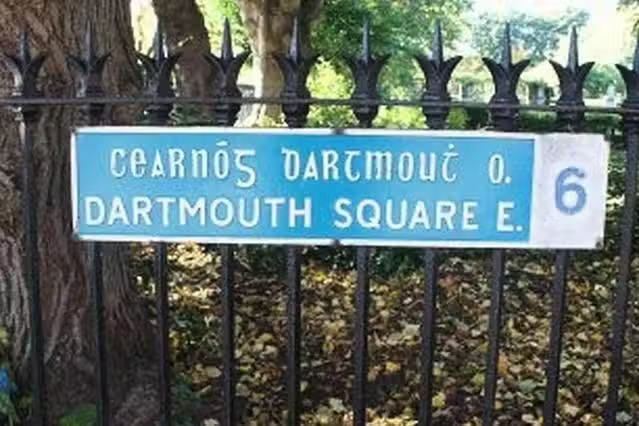 Cearnóg Dartmouṫ O.
DARTMOUTH SQUARE E.
6